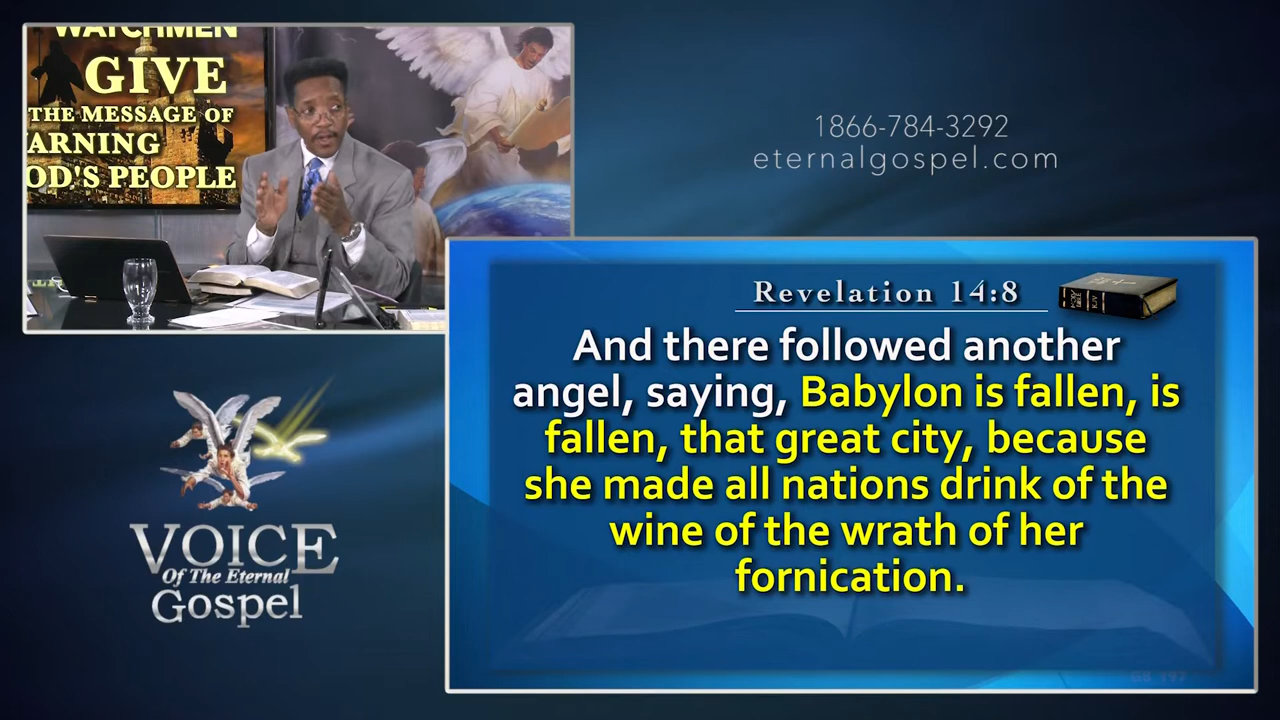 WATCHMEN
GIVE
THE MESSAGE OF
ARNING
OD'S PEOPLE
1866-784-3292
eternalgospel.com
Revelation 14:8
And there followed another
angel, saying, Babylon is fallen, is
fallen, that great city, because
she made all nations drink of the
wine of the wrath of her
fornication.
VOICE
Of The Eternal
Gospel